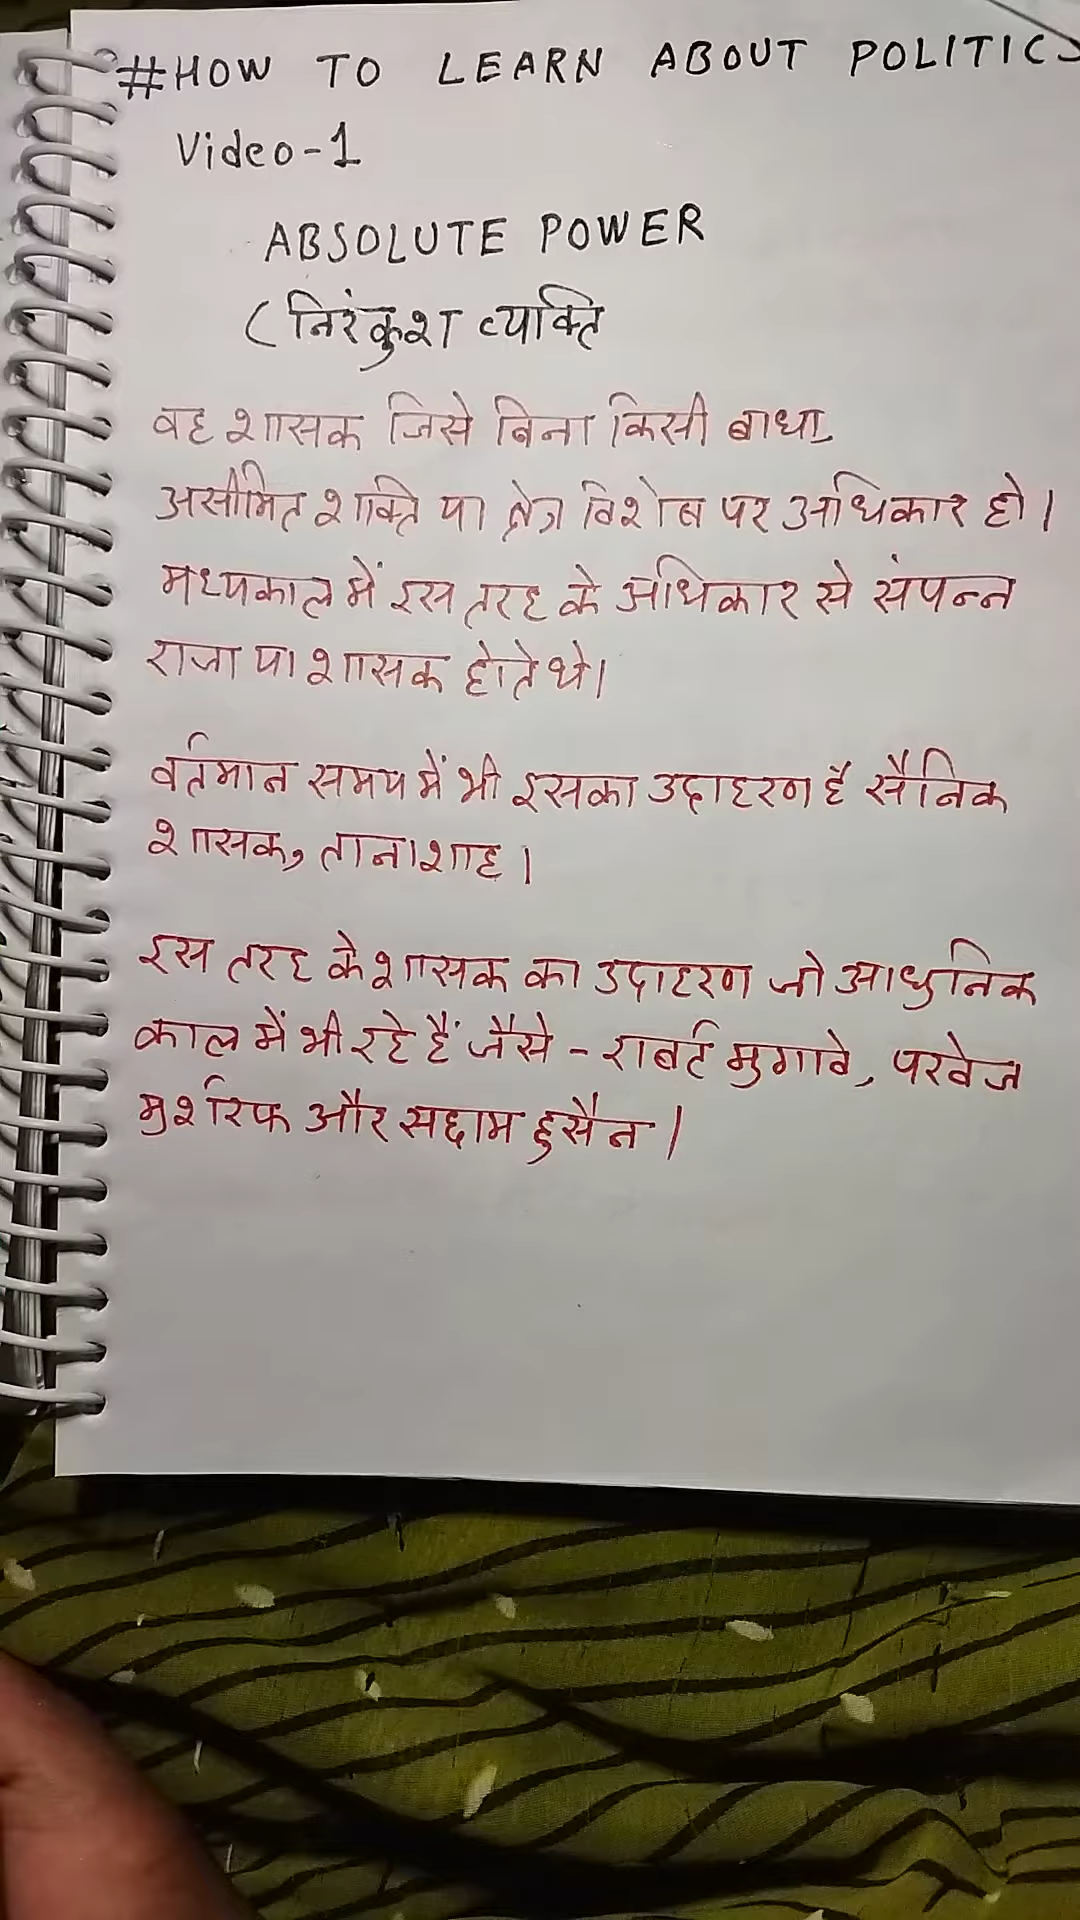 #HOW TO LEARN ABOUT POLITICS
Video-1
ABSOLUTE POWER
(निरंकुश व्यक्ति
वह शासक जिसे बिना किसी बाधा,
असीमित शक्ति या क्षेत्र विशेष पर अधिकार हो।
मध्यकाल में इस तरह के अधिकार से संपन्न
राजा या शासक होते थे।
वर्तमान समय में भी इसका उदाहरण है सैनिक
शासक, तानाशाह।
इस तरह के शासक का उदाहरण जो आधुनिक
काल में भी रहे हैं जैसे - राबर्ट मुगावे, परवेज
मुर्शरफ और सद्दाम हुसैन।